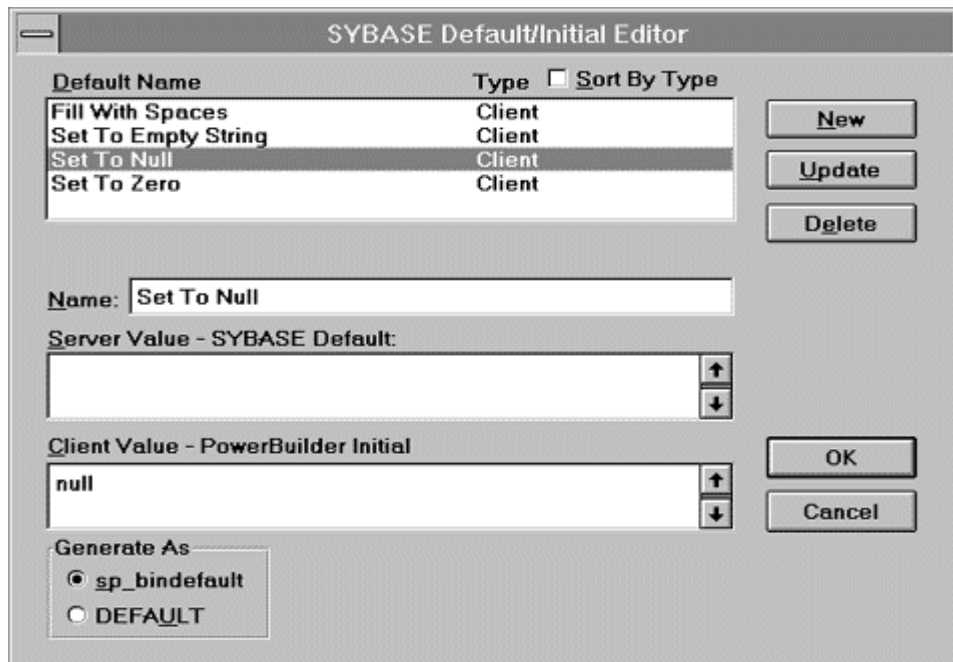 SYBASE Default/Initial Editor
Default Name Type Sort By Type
Fill With Spaces Client
Set To Empty String Client
Set To Null Client
Set To Zero Client
New
Update
Delete
Name: Set To Null
Server Value - SYBASE Default:
Client Value - PowerBuilder Initial
null
OK
Cancel
Generate As
sp_bindefault
DEFAULT